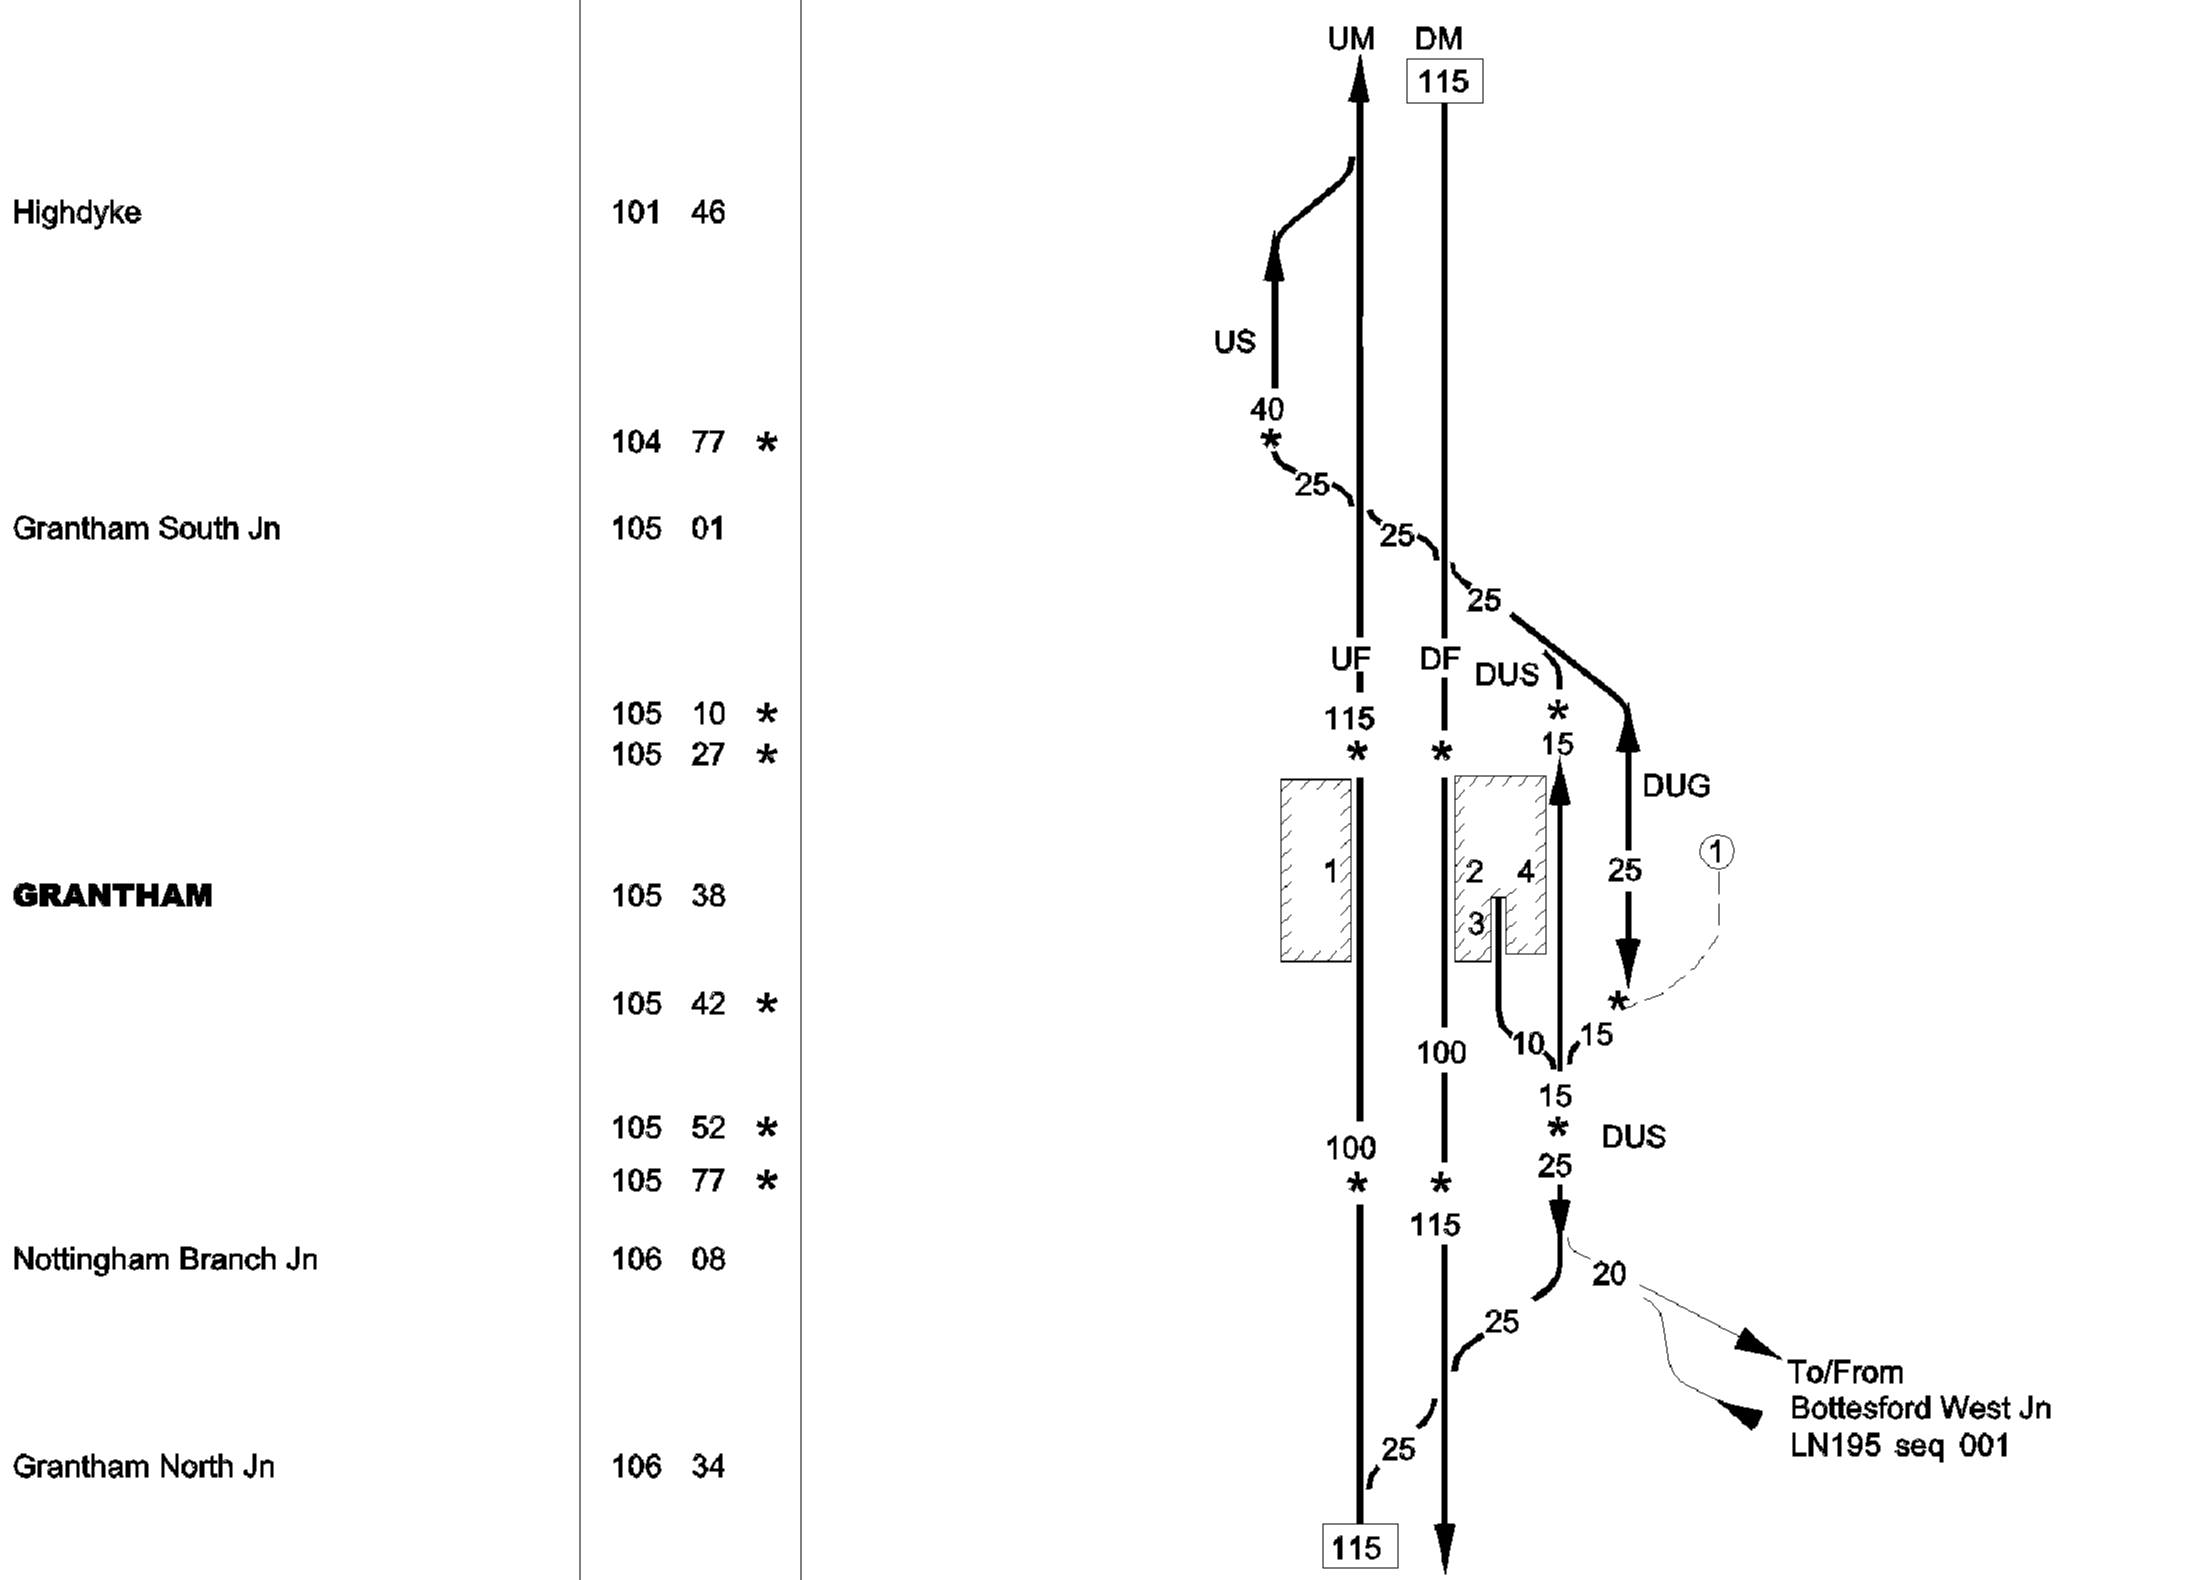 UM DM
115
Highdyke 101 46
US
40
104 77 * *
25
Grantham South Jn 105 01
25
25
UF DF DUS
105 10 * 115 *
15
105 27 * * *
DUG
1
1 2 4 25
GRANTHAM 105 38
3
105 42 * *
15
10
100
15
105 52 * * DUS
100
25
105 77 * * *
115
Nottingham Branch Jn 106 08
20
25
To/From
Bottesford West Jn
LN195 seq 001
25
Grantham North Jn 106 34
115